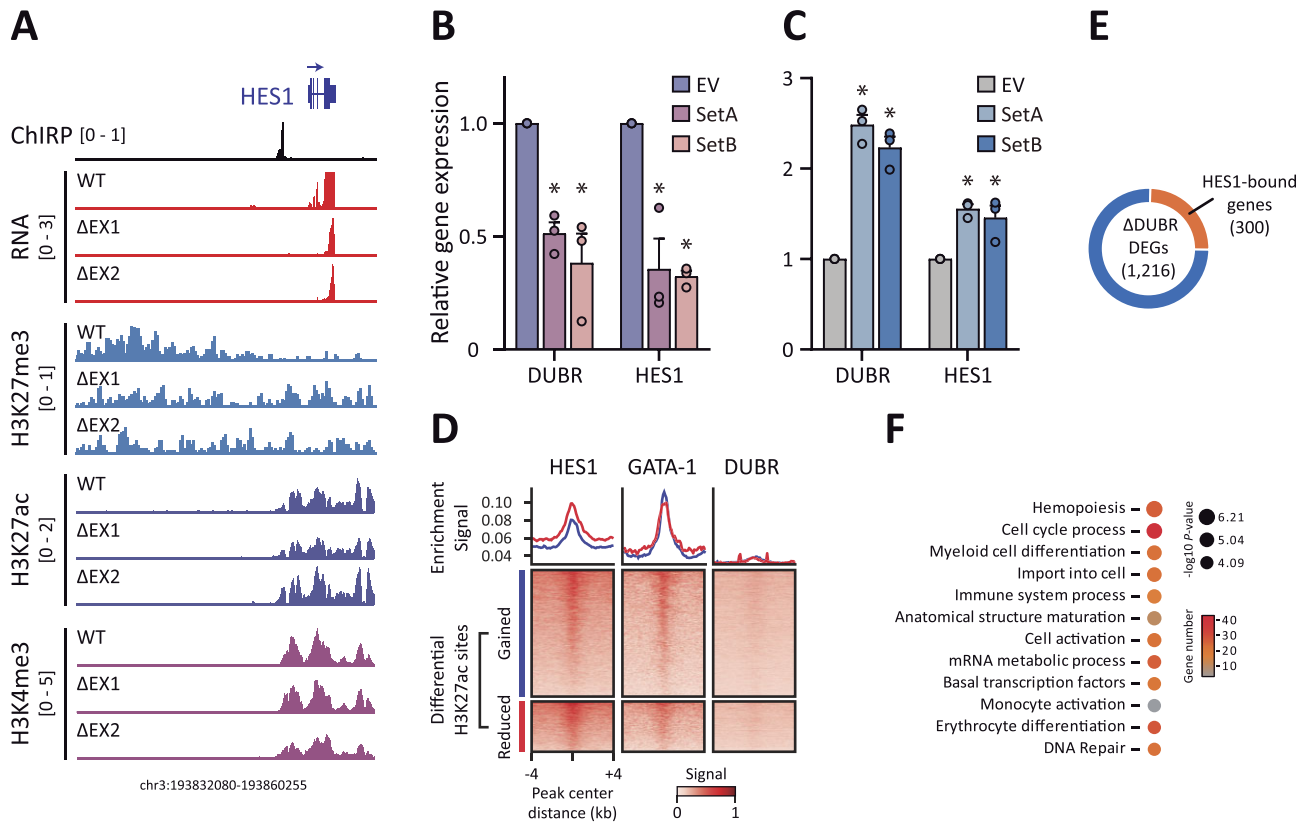 A
HES1
ChIRP [0 - 1]
RNA
[0 - 3]
WT
ΔEX1
ΔEX2
H3K27me3
[0 - 1]
WT
ΔEX1
ΔEX2
H3K27ac
[0 - 2]
WT
ΔEX1
ΔEX2
H3K4me3
[0 - 5]
WT
ΔEX1
ΔEX2
chr3:193832080-193860255
B
Relative gene expression
1.0
0.5
0
EV
SetA
SetB
* *
*
*
DUBR
HES1
C
3
2
1
0
EV
SetA
SetB
*
*
* *
DUBR
HES1
D
HES1
GATA-1
DUBR
Enrichment
Signal
0.10
0.08
0.06
0.04
Differential
H3K27ac sites
Gained
Reduced
-4
+4
Peak center
distance (kb)
Signal
0
1
E
ΔDUBR
DEGs
(1,216)
HES1-bound
genes
(300)
F
Hemopoiesis
Cell cycle process
Myeloid cell differentiation
Import into cell
Immune system process
Anatomical structure maturation
Cell activation
mRNA metabolic process
Basal transcription factors
Monocyte activation
Erythrocyte differentiation
DNA Repair
-log10 P-value
6.21
5.04
4.09
Gene number
40
30
20
10